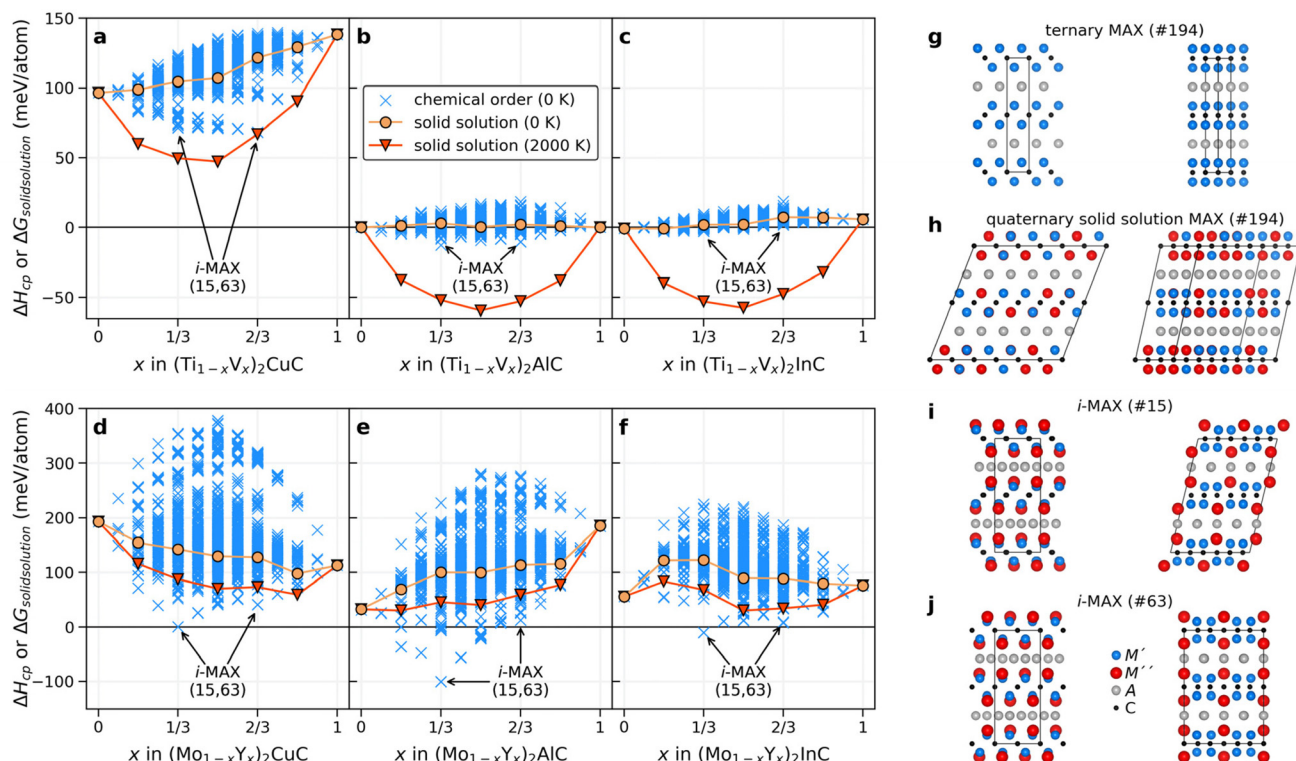 ΔH_cp or ΔG_solidsolution (meV/atom)
150
100
50
0
−50
a
i-MAX
(15,63)
0
1/3
2/3
1
x in (Ti₁₋ₓVₓ)₂CuC
b
chemical order (0 K)
solid solution (0 K)
solid solution (2000 K)
i-MAX
(15,63)
0
1/3
2/3
1
x in (Ti₁₋ₓVₓ)₂AlC
c
i-MAX
(15,63)
0
1/3
2/3
1
x in (Ti₁₋ₓVₓ)₂InC
ΔH_cp or ΔG_solidsolution (meV/atom)
400
300
200
100
0
−100
d
i-MAX
(15,63)
0
1/3
2/3
1
x in (Mo₁₋ₓYₓ)₂CuC
e
i-MAX
(15,63)
0
1/3
2/3
1
x in (Mo₁₋ₓYₓ)₂AlC
f
i-MAX
(15,63)
0
1/3
2/3
1
x in (Mo₁₋ₓYₓ)₂InC
g
ternary MAX (#194)
h
quaternary solid solution MAX (#194)
i
i-MAX (#15)
j
i-MAX (#63)
M´
M´´
A
C